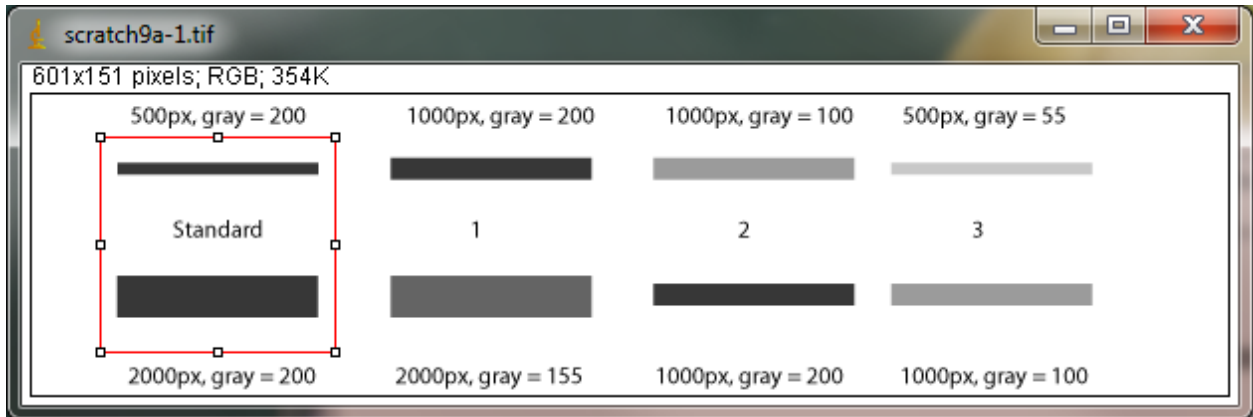 scratch9a-1.tif
601x151 pixels; RGB; 354K
500px, gray = 200 1000px, gray = 200 1000px, gray = 100 500px, gray = 55
Standard 1 2 3
2000px, gray = 200 2000px, gray = 155 1000px, gray = 200 1000px, gray = 100